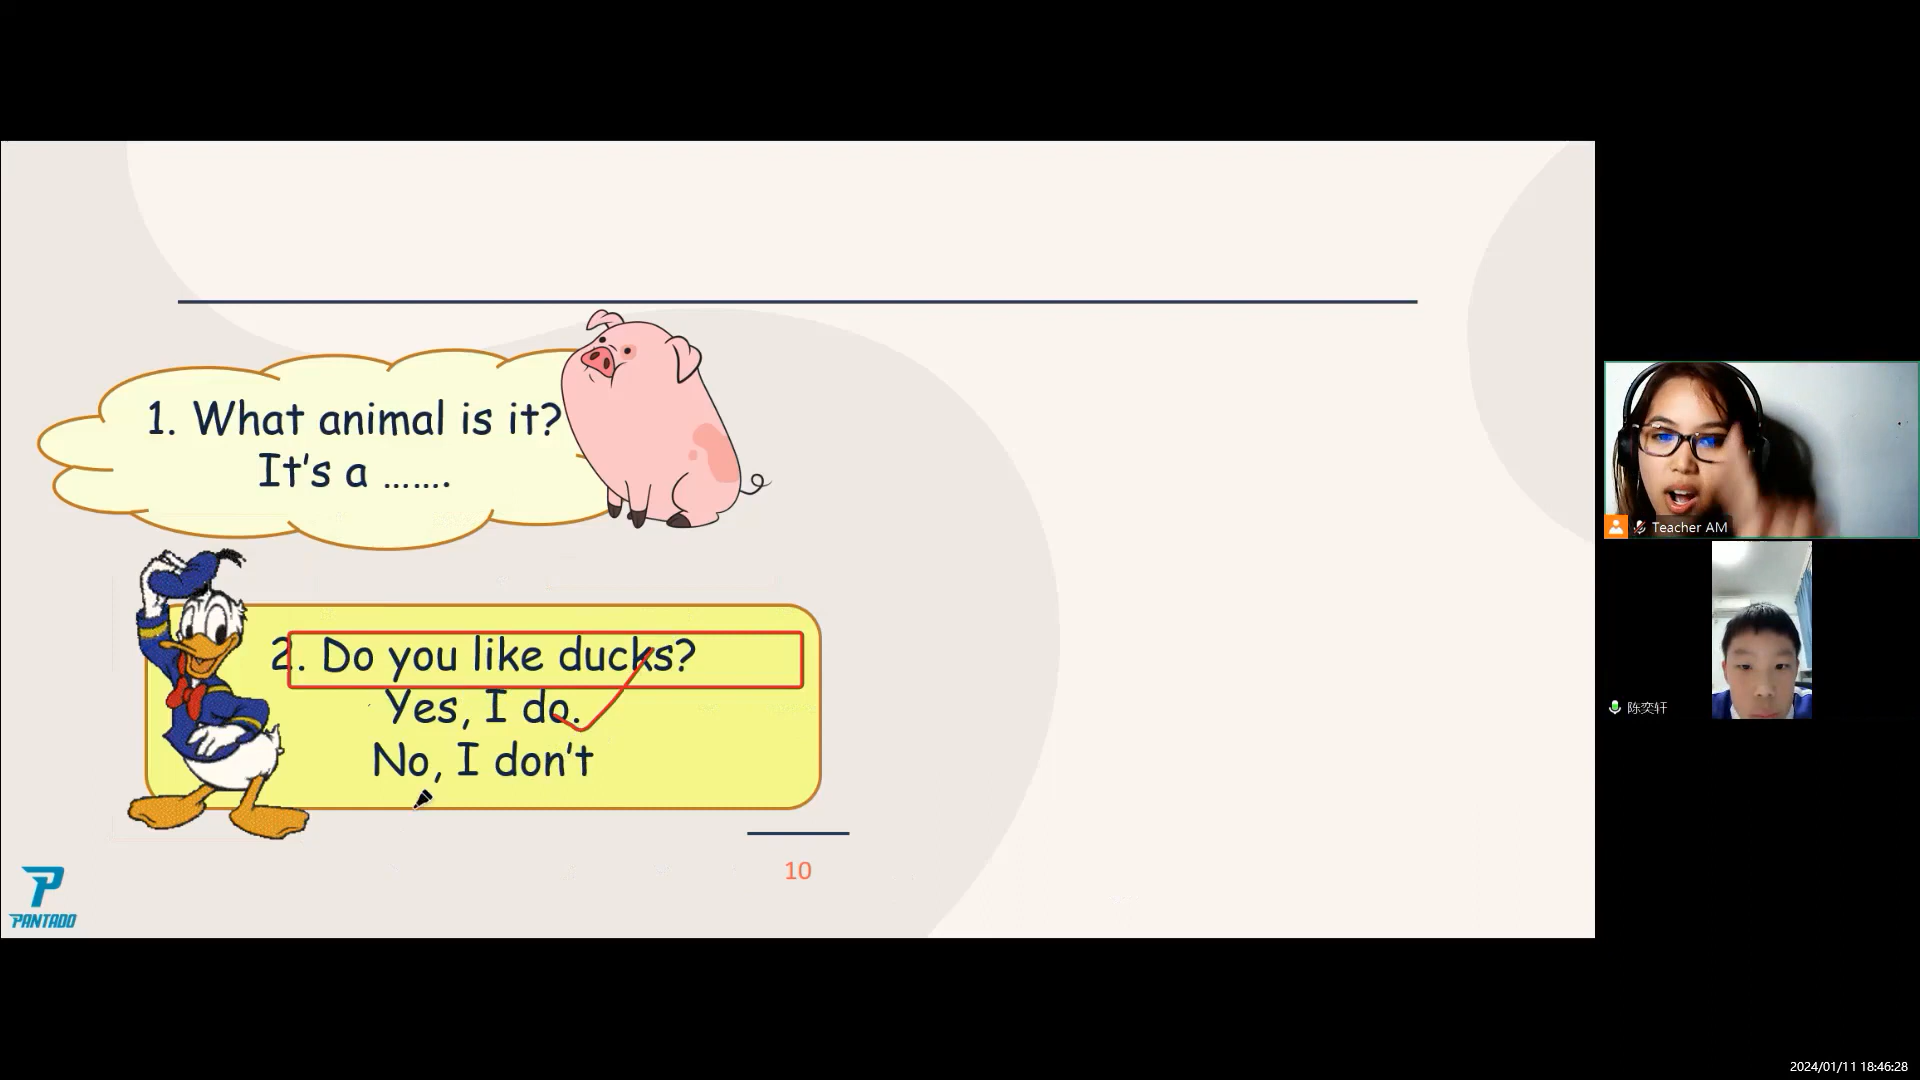 1. What animal is it?
It's a .......
2. Do you like ducks?
Yes, I do.
No, I don't
10
PANTADO
Teacher AM
陈奕轩
2024/01/11 18:46:28